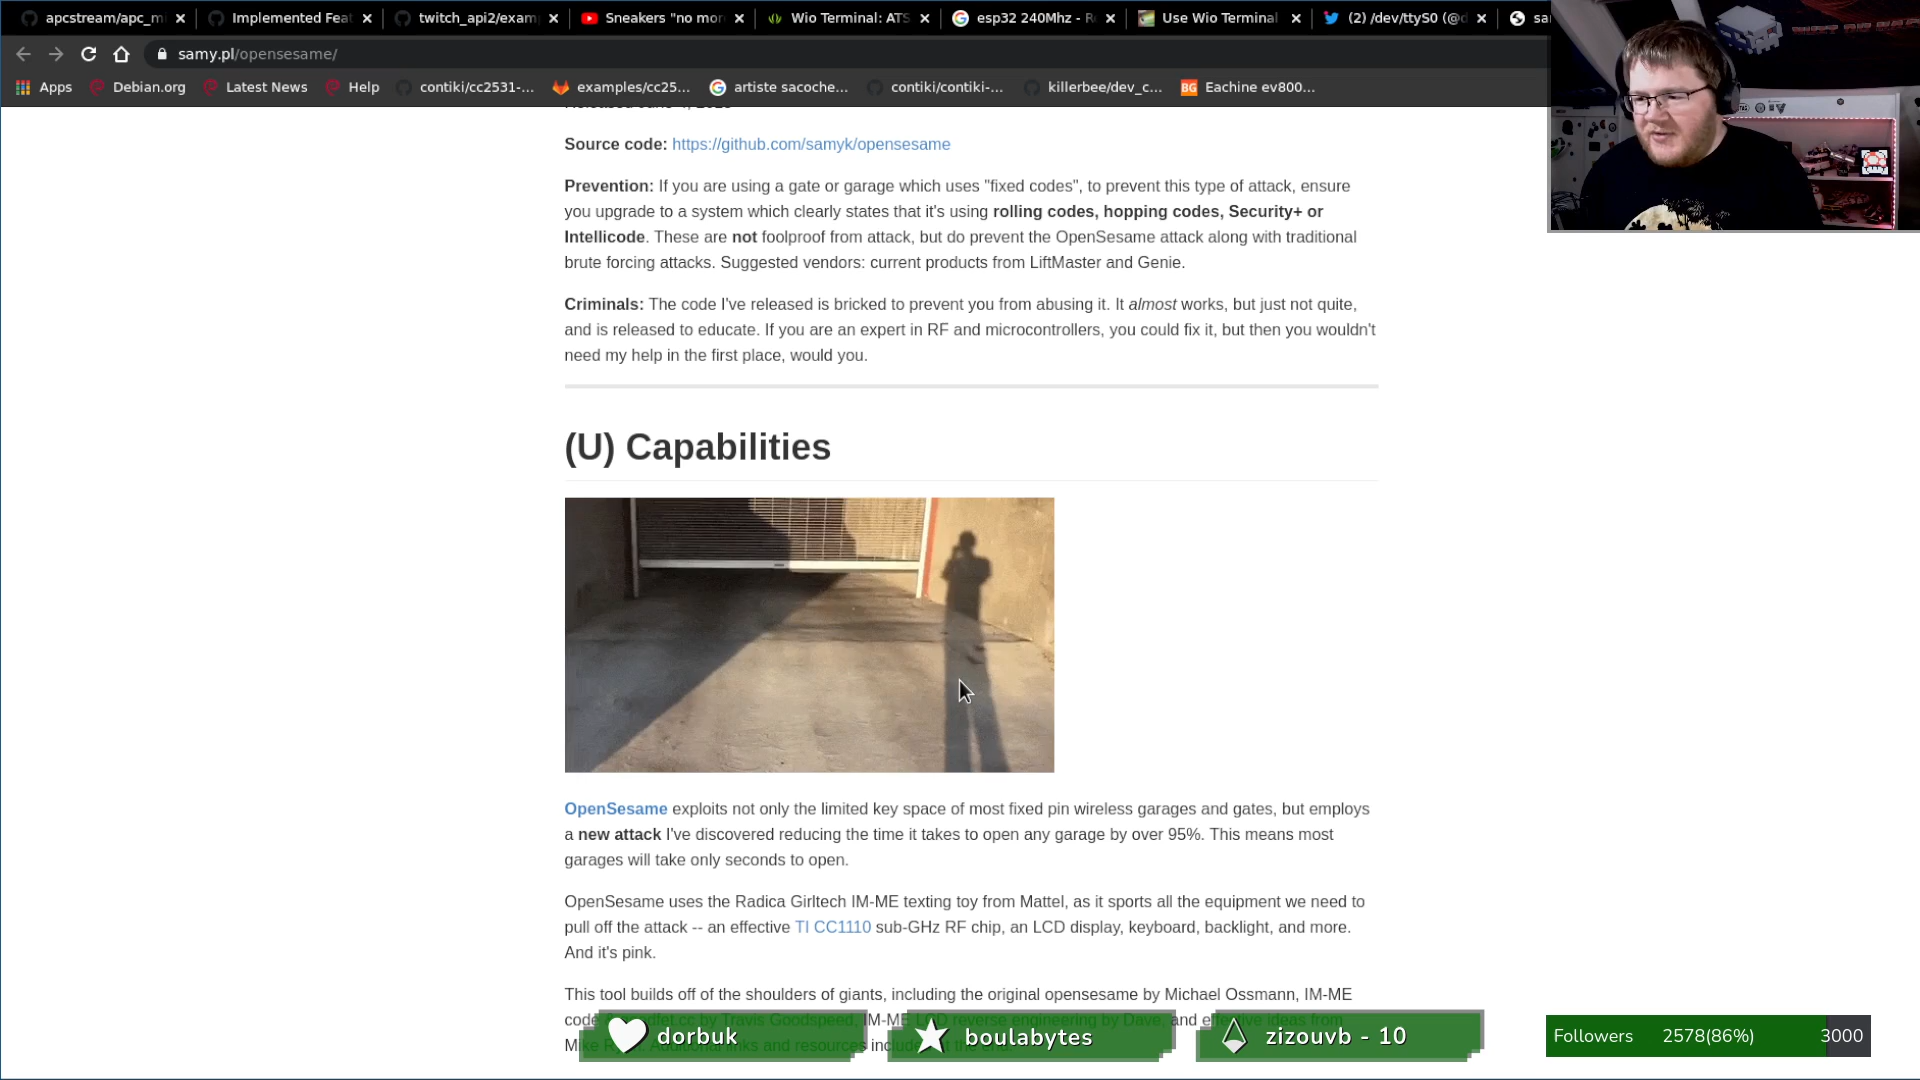 apcstream/apc_mi
Implemented Feat
twitch_api2/examp
Sneakers "no mor
Wio Terminal: ATS
esp32 240Mhz - R
Use Wio Terminal
(2) /dev/ttyS0 (@d
samy.pl/opensesame/
Apps
Debian.org
Latest News
Help
contiki/cc2531-...
examples/cc25...
artiste sacoche...
contiki/contiki-...
killerbee/dev_c...
BG
Eachine ev800...
Source code: https://github.com/samyk/opensesame
Prevention: If you are using a gate or garage which uses "fixed codes", to prevent this type of attack, ensure
you upgrade to a system which clearly states that it's using rolling codes, hopping codes, Security+ or
Intellicode. These are not foolproof from attack, but do prevent the OpenSesame attack along with traditional
brute forcing attacks. Suggested vendors: current products from LiftMaster and Genie.
Criminals: The code I've released is bricked to prevent you from abusing it. It almost works, but just not quite,
and is released to educate. If you are an expert in RF and microcontrollers, you could fix it, but then you wouldn't
need my help in the first place, would you.
(U) Capabilities
OpenSesame exploits not only the limited key space of most fixed pin wireless garages and gates, but employs
a new attack I've discovered reducing the time it takes to open any garage by over 95%. This means most
garages will take only seconds to open.
OpenSesame uses the Radica Girltech IM-ME texting toy from Mattel, as it sports all the equipment we need to
pull off the attack -- an effective TI CC1110 sub-GHz RF chip, an LCD display, keyboard, backlight, and more.
And it's pink.
This tool builds off of the shoulders of giants, including the original opensesame by Michael Ossmann, IM-ME
code by Travis Goodspeed, IM-ME LCD reverse engineering by Dave, and effective ideas from
dorbuk
boulabytes
zizouvb - 10
Followers 2578(86%) 3000